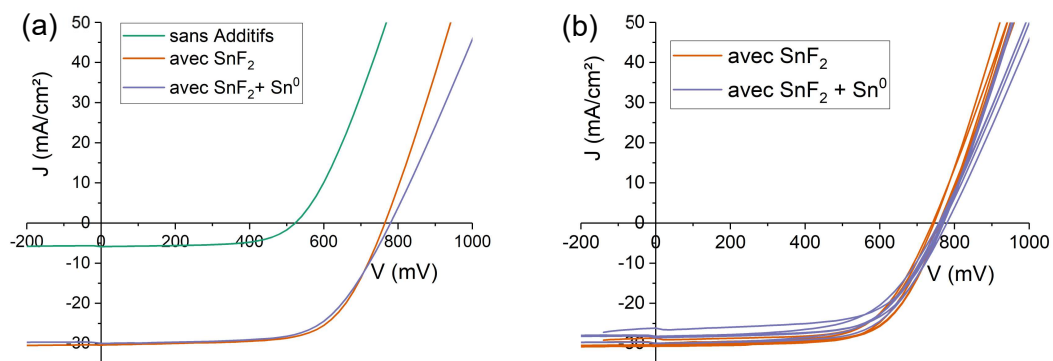 (a)
J (mA/cm²)
50
40
30
20
10
0
-10
-20
-30
sans Additifs
avec SnF₂
avec SnF₂+ Sn⁰
-200
0
200
400
600
800
1000
V (mV)
(b)
J (mA/cm²)
50
40
30
20
10
0
-10
-20
-30
avec SnF₂
avec SnF₂ + Sn⁰
-200
0
200
400
600
800
1000
V (mV)